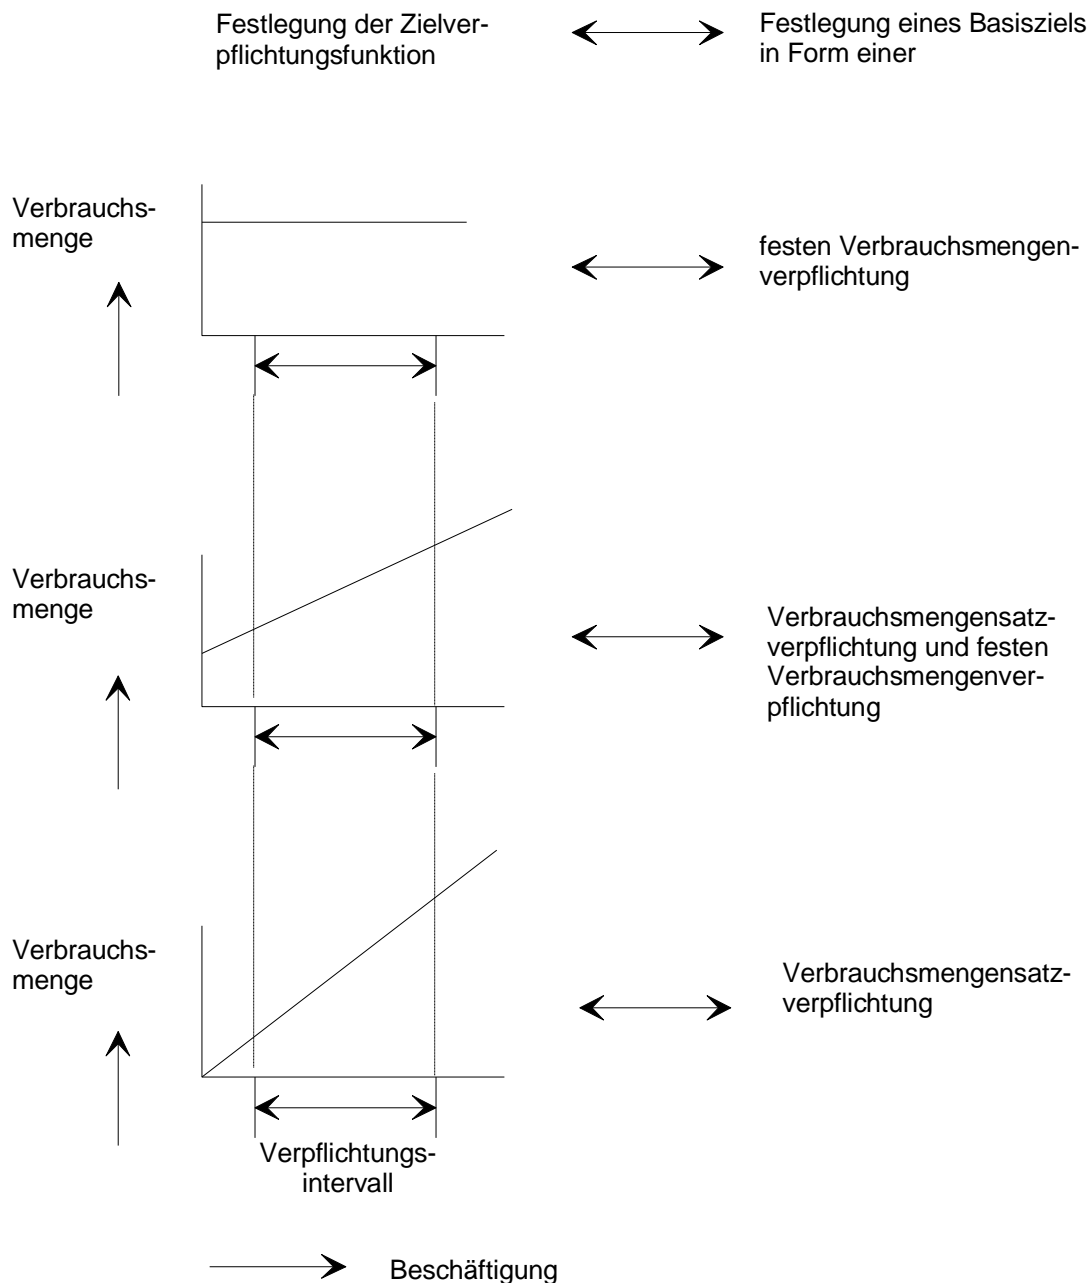 Festlegung der Zielver-
pflichtungsfunktion
Festlegung eines Basisziels
in Form einer
Verbrauchs-
menge
festen Verbrauchsmengen-
verpflichtung
Verbrauchs-
menge
Verbrauchsmengensatz-
verpflichtung und festen
Verbrauchsmengenver-
pflichtung
Verbrauchs-
menge
Verbrauchsmengensatz-
verpflichtung
Verpflichtungs-
intervall
Beschäftigung